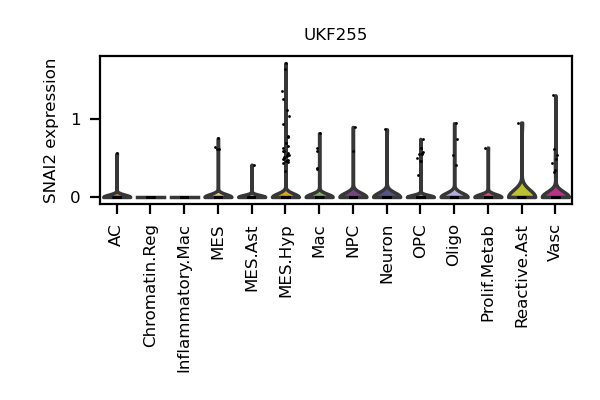 UKF255
SNAI2 expression
1
0
AC
Chromatin.Reg
Inflammatory.Mac
MES
MES.Ast
MES.Hyp
Mac
NPC
Neuron
OPC
Oligo
Prolif.Metab
Reactive.Ast
Vasc